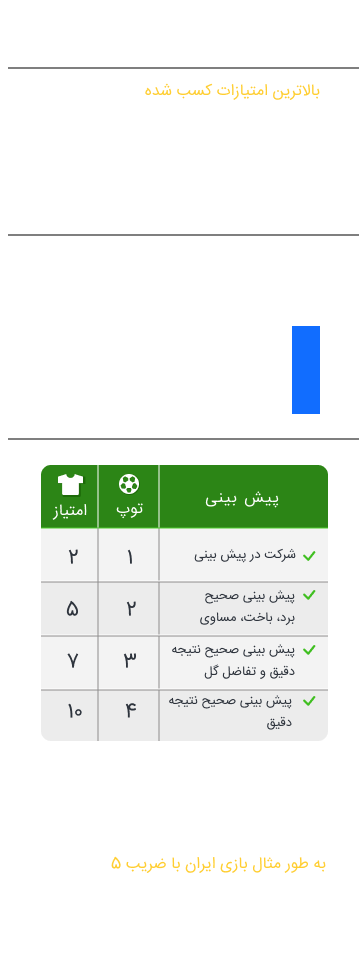 بالاترین امتیازات کسب شده
پیش بینی
توپ
امتیاز
شرکت در پیش بینی
۱
۲
پیش بینی صحیح
برد، باخت، مساوی
۲
۵
پیش بینی صحیح نتیجه
دقیق و تفاضل گل
۳
۷
پیش بینی صحیح نتیجه
دقیق
۴
۱۰
به طور مثال بازی ایران با ضریب ۵